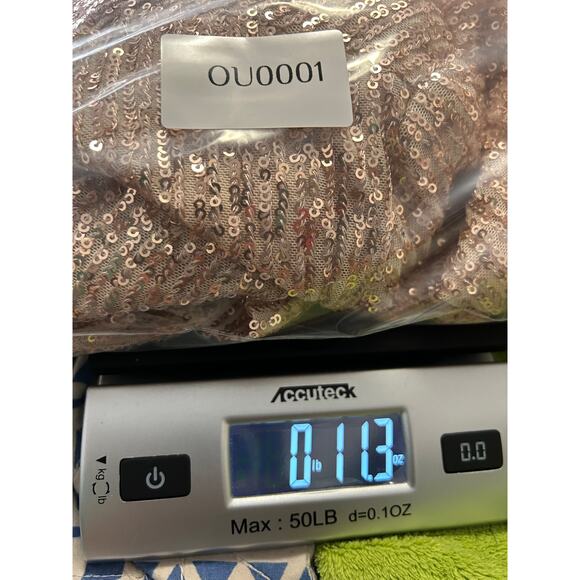 OU0001
Accuteck
0 lb 11.3 oz
0.0
kg lb
Max : 50LB d=0.1OZ